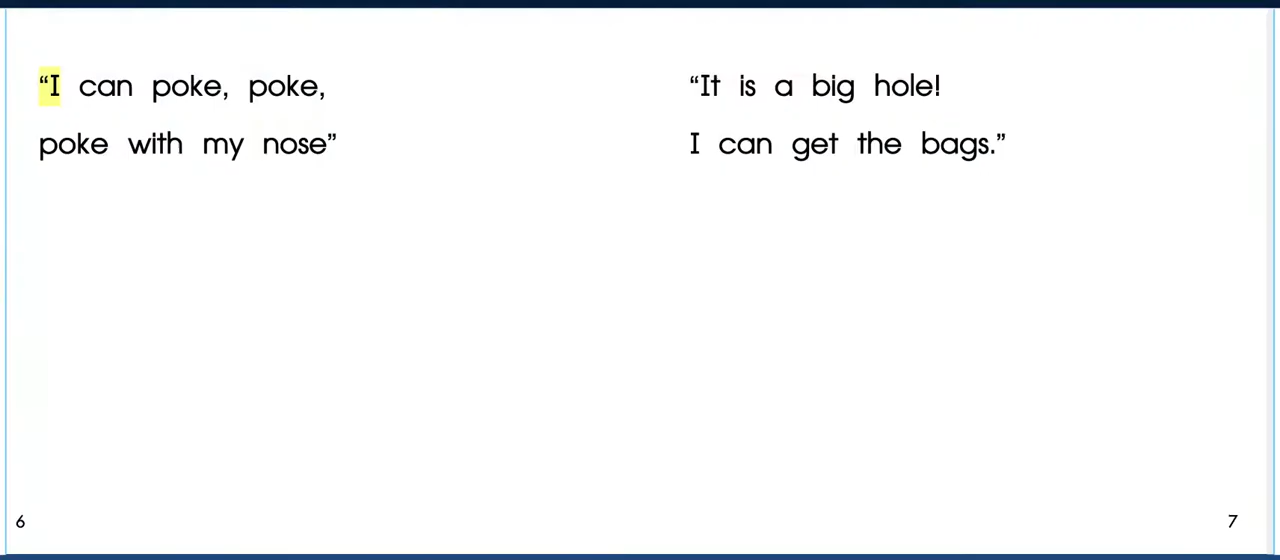 “I can poke, poke,
poke with my nose”
6
“It is a big hole!
I can get the bags.”
7